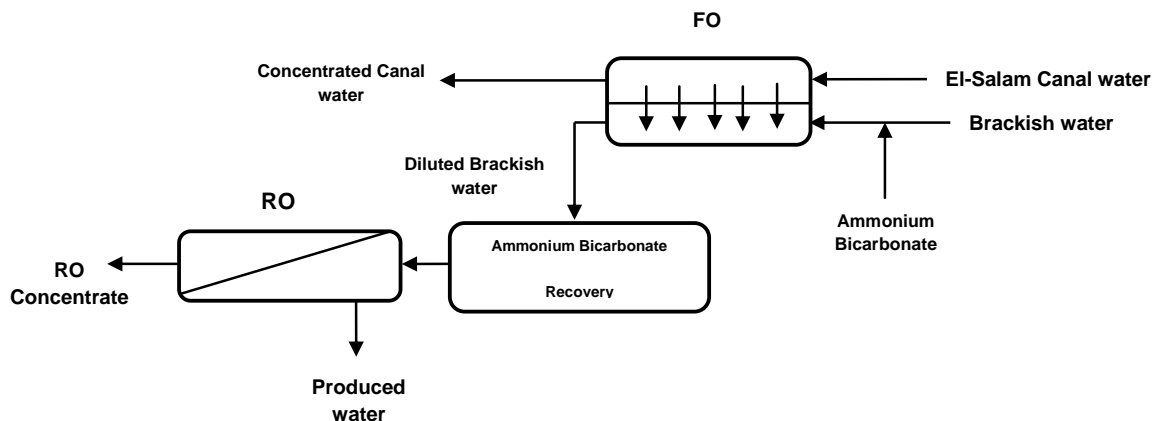 FO
Concentrated Canal
water
El-Salam Canal water
Brackish water
Diluted Brackish
water
Ammonium
Bicarbonate
RO
Ammonium Bicarbonate
Recovery
RO
Concentrate
Produced
water